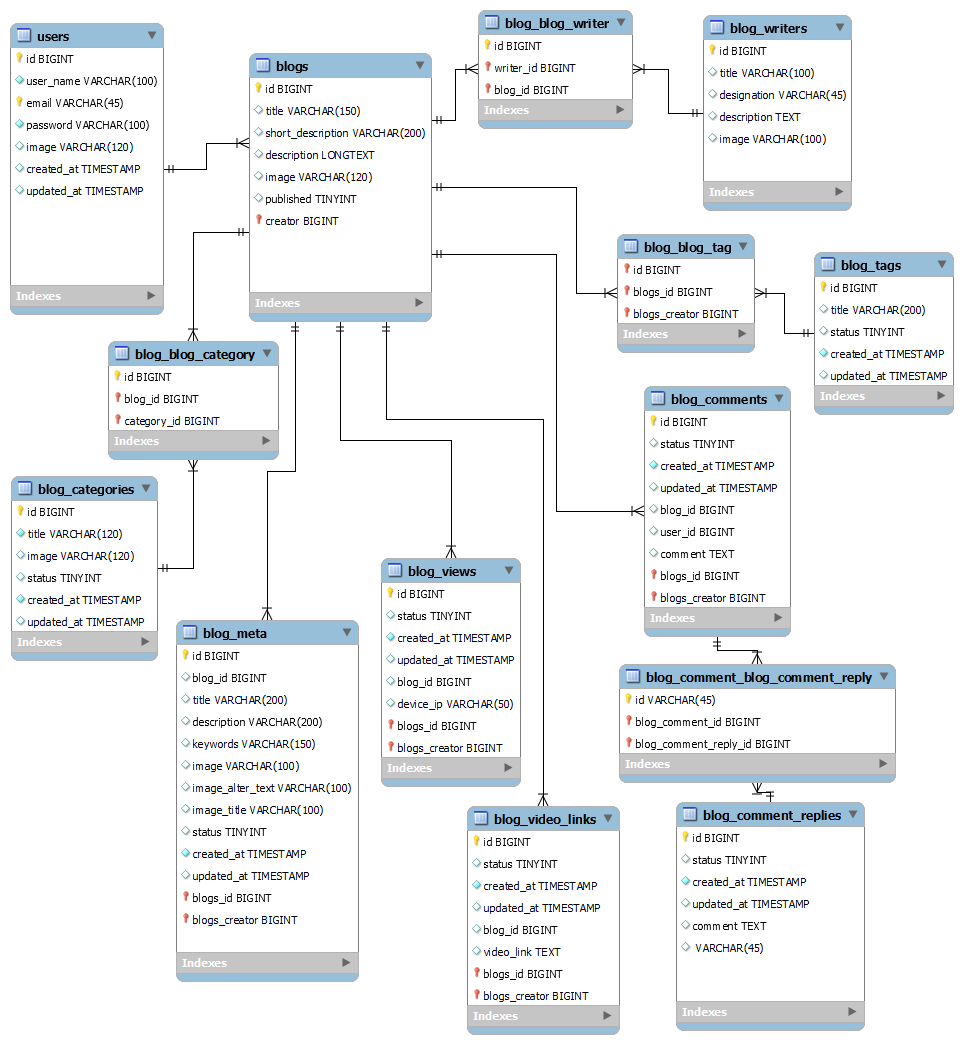 users
id BIGINT
user_name VARCHAR(100)
email VARCHAR(45)
password VARCHAR(100)
image VARCHAR(120)
created_at TIMESTAMP
updated_at TIMESTAMP
Indexes
blogs
id BIGINT
title VARCHAR(150)
short_description VARCHAR(200)
description LONGTEXT
image VARCHAR(120)
published TINYINT
creator BIGINT
Indexes
blog_blog_writer
id BIGINT
writer_id BIGINT
blog_id BIGINT
Indexes
blog_writers
id BIGINT
title VARCHAR(100)
designation VARCHAR(45)
description TEXT
image VARCHAR(100)
Indexes
blog_blog_tag
id BIGINT
blogs_id BIGINT
blogs_creator BIGINT
Indexes
blog_tags
id BIGINT
title VARCHAR(200)
status TINYINT
created_at TIMESTAMP
updated_at TIMESTAMP
Indexes
blog_blog_category
id BIGINT
blog_id BIGINT
category_id BIGINT
Indexes
blog_categories
id BIGINT
title VARCHAR(120)
image VARCHAR(120)
status TINYINT
created_at TIMESTAMP
updated_at TIMESTAMP
Indexes
blog_comments
id BIGINT
status TINYINT
created_at TIMESTAMP
updated_at TIMESTAMP
blog_id BIGINT
user_id BIGINT
comment TEXT
blogs_id BIGINT
blogs_creator BIGINT
Indexes
blog_meta
id BIGINT
blog_id BIGINT
title VARCHAR(200)
description VARCHAR(200)
keywords VARCHAR(150)
image VARCHAR(100)
image_alter_text VARCHAR(100)
image_title VARCHAR(100)
status TINYINT
created_at TIMESTAMP
updated_at TIMESTAMP
blogs_id BIGINT
blogs_creator BIGINT
Indexes
blog_views
id BIGINT
status TINYINT
created_at TIMESTAMP
updated_at TIMESTAMP
blog_id BIGINT
device_ip VARCHAR(50)
blogs_id BIGINT
blogs_creator BIGINT
Indexes
blog_comment_blog_comment_reply
id VARCHAR(45)
blog_comment_id BIGINT
blog_comment_reply_id BIGINT
Indexes
blog_video_links
id BIGINT
status TINYINT
created_at TIMESTAMP
updated_at TIMESTAMP
blog_id BIGINT
video_link TEXT
blogs_id BIGINT
blogs_creator BIGINT
Indexes
blog_comment_replies
id BIGINT
status TINYINT
created_at TIMESTAMP
updated_at TIMESTAMP
comment TEXT
VARCHAR(45)
Indexes